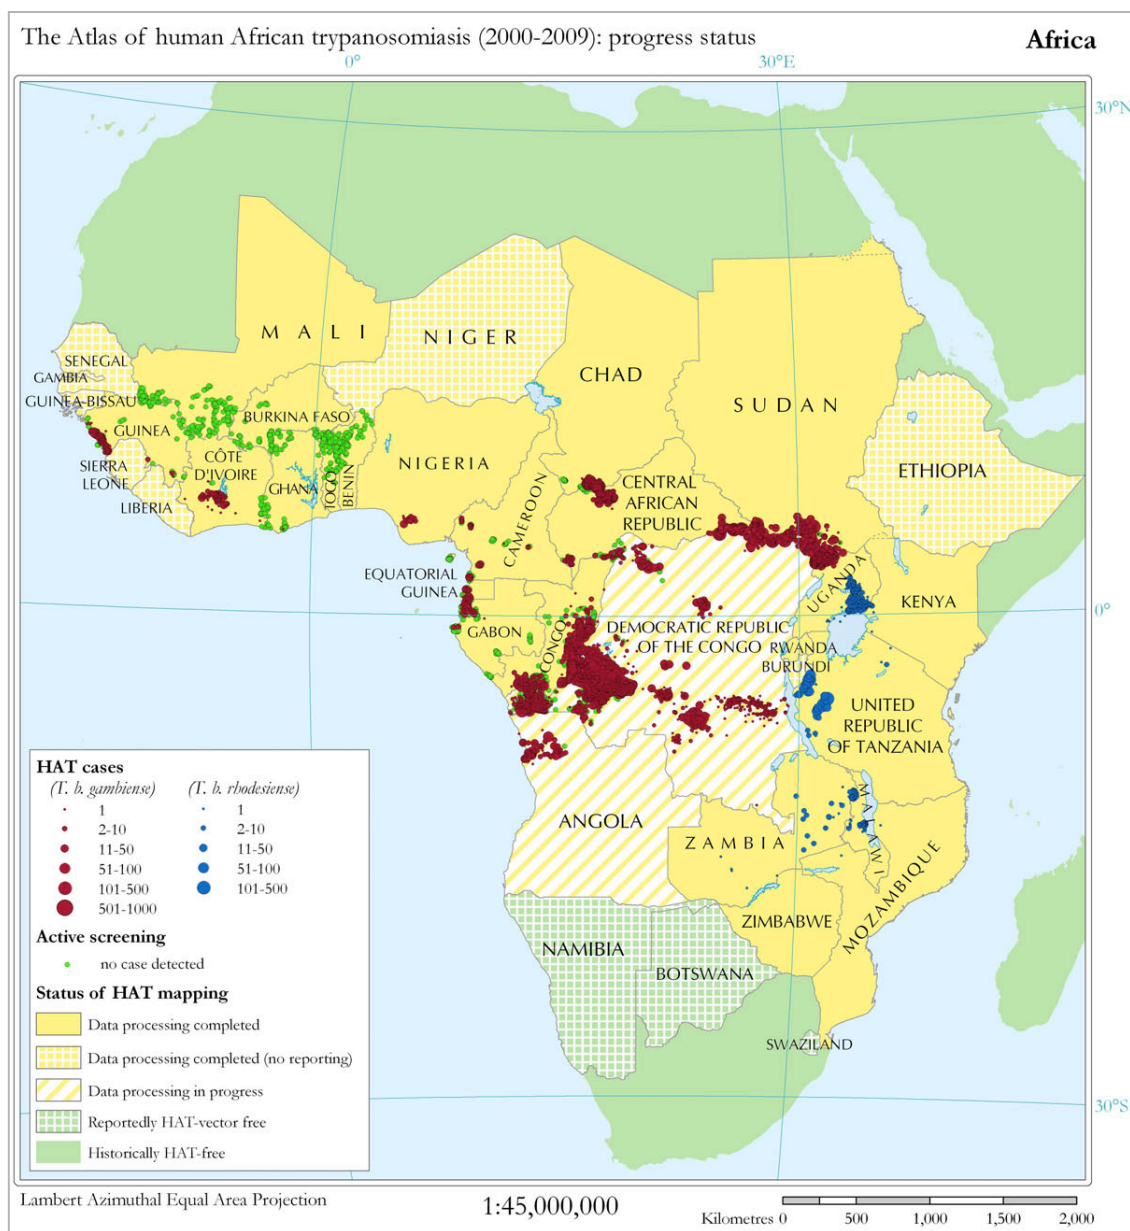 The Atlas of human African trypanosomiasis (2000-2009): progress status
Africa
0°
30°E
30°N
MALI
NIGER
CHAD
SUDAN
SENEGAL
GAMBIA
GUINEA-BISSAU
GUINEA
BURKINA FASO
SIERRA
LEONE
CÔTE
D'IVOIRE
GHANA
TOGO
BENIN
NIGERIA
LIBERIA
CAMEROON
CENTRAL
AFRICAN
REPUBLIC
ETHIOPIA
EQUATORIAL
GUINEA
UGANDA
KENYA
0°
GABON
CONGO
DEMOCRATIC REPUBLIC
OF THE CONGO
RWANDA
BURUNDI
UNITED
REPUBLIC
OF TANZANIA
ANGOLA
ZAMBIA
MALAWI
MOZAMBIQUE
ZIMBABWE
NAMIBIA
BOTSWANA
SWAZILAND
30°S
HAT cases
(T. b. gambiense) (T. b. rhodesiense)
1 1
2-10 2-10
11-50 11-50
51-100 51-100
101-500 101-500
501-1000
Active screening
no case detected
Status of HAT mapping
Data processing completed
Data processing completed (no reporting)
Data processing in progress
Reportedly HAT-vector free
Historically HAT-free
Lambert Azimuthal Equal Area Projection
1:45,000,000
Kilometres 0 500 1,000 1,500 2,000